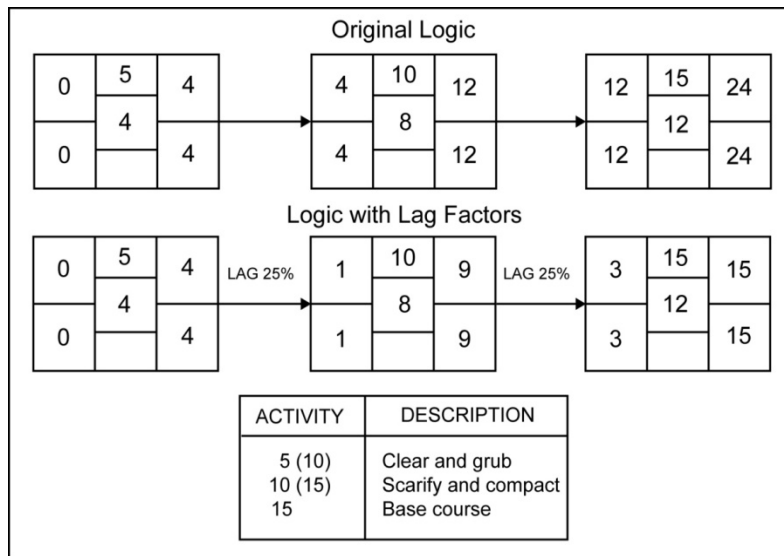 Original Logic
0 5 4 4 10 12 12 15 24
4 8 12
0 4 4 12 12 24
Logic with Lag Factors
0 5 4 LAG 25% 1 10 9 LAG 25% 3 15 15
4 8 12
0 4 1 9 3 15
ACTIVITY DESCRIPTION
5 (10) Clear and grub
10 (15) Scarify and compact
15 Base course